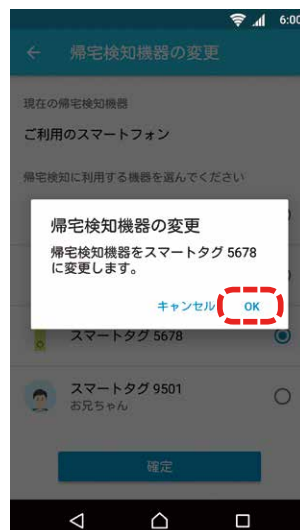 6:00
帰宅検知機器の変更
現在の帰宅検知機器
ご利用のスマートフォン
帰宅検知に利用する機器を選んでください
帰宅検知機器の変更
帰宅検知機器をスマートタグ 5678
に変更します。
キャンセル OK
スマートタグ 5678
スマートタグ 9501
お兄ちゃん
確定